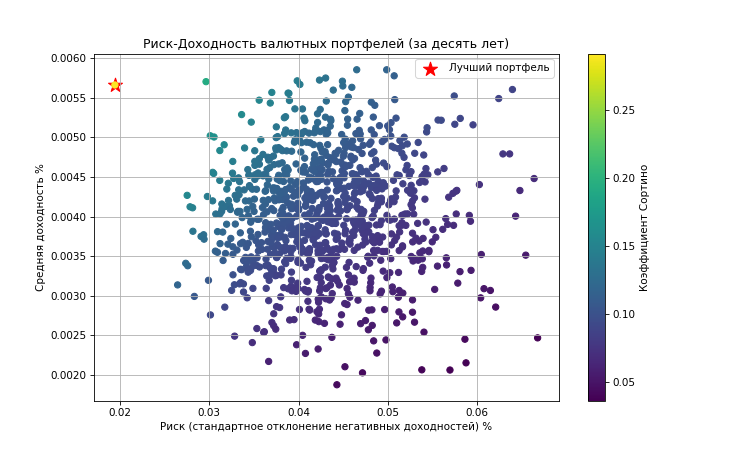 Риск-Доходность валютных портфелей (за десять лет)
Лучший портфель
0.0060
0.0055
0.0050
0.0045
0.0040
0.0035
0.0030
0.0025
0.0020
Средняя доходность %
0.02 0.03 0.04 0.05 0.06
Риск (стандартное отклонение негативных доходностей) %
0.25
0.20
0.15
0.10
0.05
Коэффициент Сортино